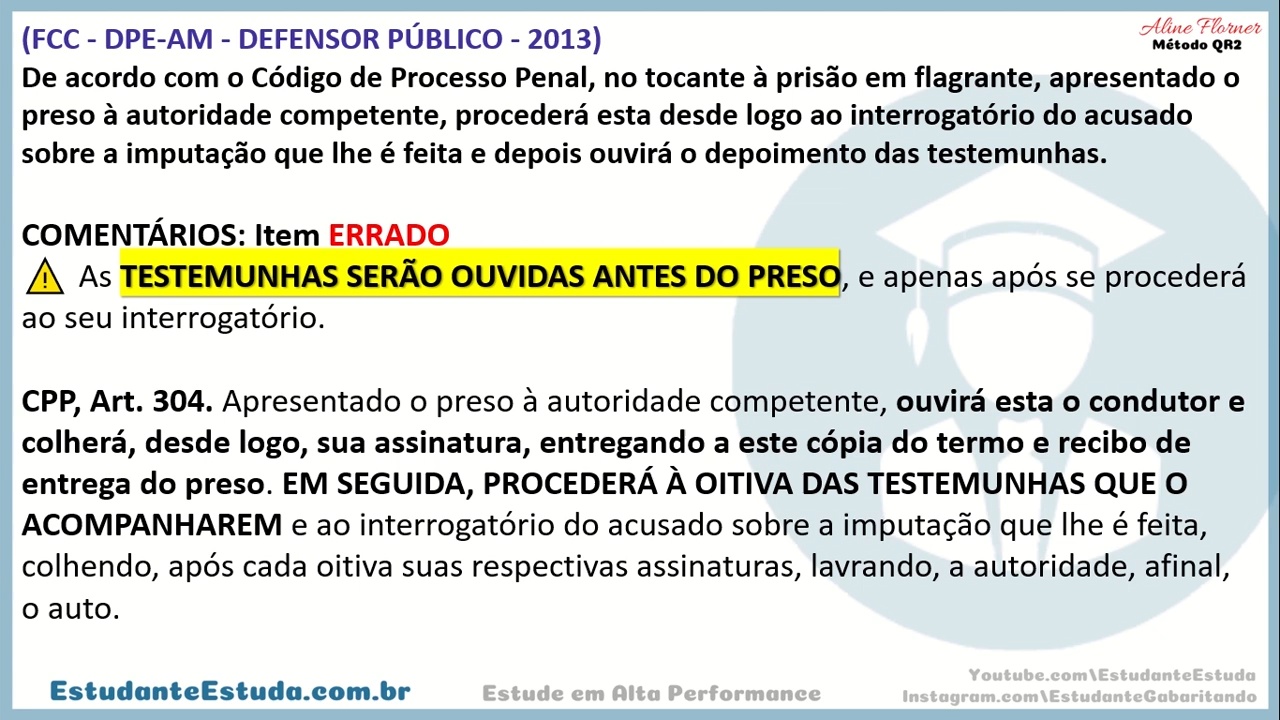 (FCC - DPE-AM - DEFENSOR PÚBLICO - 2013)
Aline Florner
Método QR2
De acordo com o Código de Processo Penal, no tocante à prisão em flagrante, apresentado o
preso à autoridade competente, procederá esta desde logo ao interrogatório do acusado
sobre a imputação que lhe é feita e depois ouvirá o depoimento das testemunhas.
COMENTÁRIOS: Item ERRADO
As TESTEMUNHAS SERÃO OUVIDAS ANTES DO PRESO, e apenas após se procederá
ao seu interrogatório.
CPP, Art. 304. Apresentado o preso à autoridade competente, ouvirá esta o condutor e
colherá, desde logo, sua assinatura, entregando a este cópia do termo e recibo de
entrega do preso. EM SEGUIDA, PROCEDERÁ À OITIVA DAS TESTEMUNHAS QUE O
ACOMPANHAREM e ao interrogatório do acusado sobre a imputação que lhe é feita,
colhendo, após cada oitiva suas respectivas assinaturas, lavrando, a autoridade, afinal,
o auto.
EstudanteEstuda.com.br
Estude em Alta Performance
Youtube.com\EstudanteEstuda
Instagram.com\EstudanteGabaritando